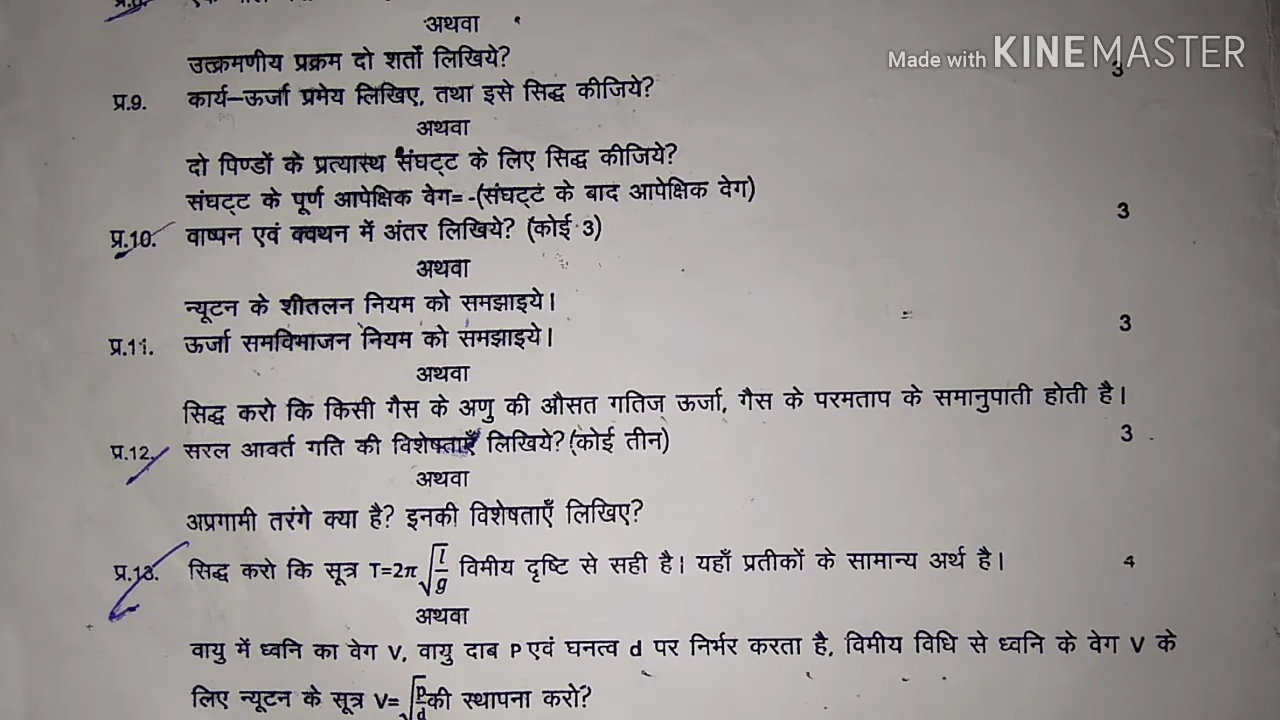 अथवा
उत्क्रमणीय प्रक्रम दो शर्तों लिखिये?
Made with KINEMASTER
3
प्र.9. कार्य–ऊर्जा प्रमेय लिखिए, तथा इसे सिद्ध कीजिये?
अथवा
दो पिण्डों के प्रत्यास्थ संघट्ट के लिए सिद्ध कीजिये?
संघट्ट के पूर्ण आपेक्षिक वेग= -(संघट्ट के बाद आपेक्षिक वेग)
प्र.10. वाष्पन एवं क्वथन में अंतर लिखिये? (कोई 3) 3
अथवा
न्यूटन के शीतलन नियम को समझाइये।
प्र.11. ऊर्जा समविभाजन नियम को समझाइये। 3
अथवा
सिद्ध करो कि किसी गैस के अणु की औसत गतिज ऊर्जा, गैस के परमताप के समानुपाती होती है।
प्र.12. सरल आवर्त गति की विशेषताएँ लिखिये? (कोई तीन) 3
अथवा
अप्रगामी तरंगे क्या है? इनकी विशेषताएँ लिखिए?
प्र.13. सिद्ध करो कि सूत्र T=2π√(l/g) विमीय दृष्टि से सही है। यहाँ प्रतीकों के सामान्य अर्थ है। 4
अथवा
वायु में ध्वनि का वेग V, वायु दाब P एवं घनत्व d पर निर्भर करता है, विमीय विधि से ध्वनि के वेग V के
लिए न्यूटन के सूत्र V=√(p/d) की स्थापना करो?